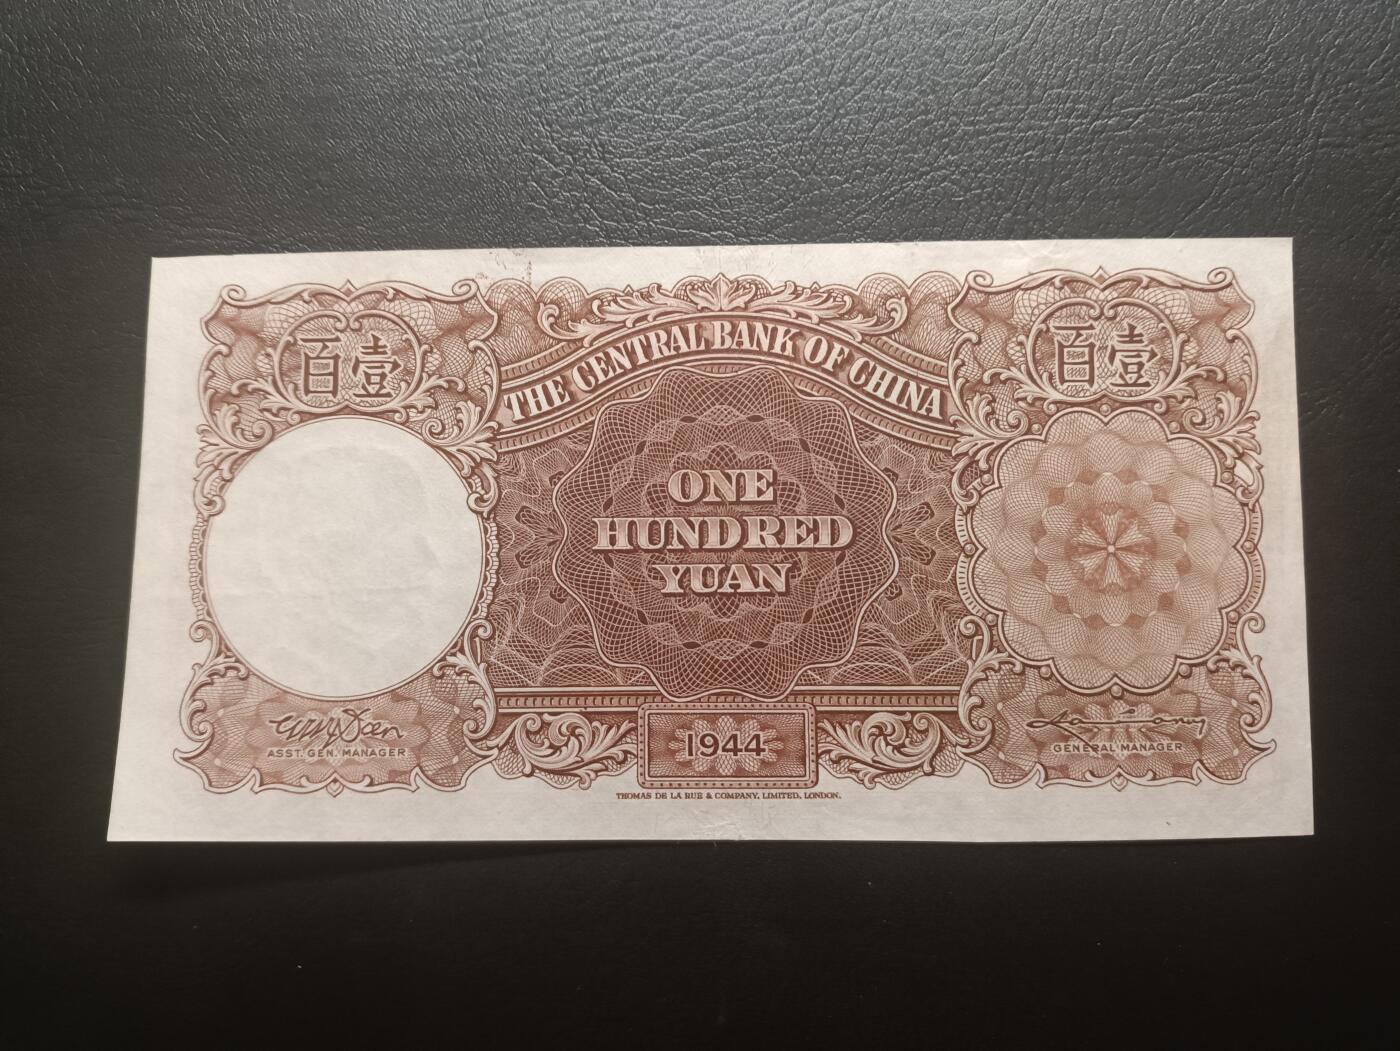 百壹
百壹
THE CENTRAL BANK OF CHINA
ONE
HUNDRED
YUAN
ASST. GEN. MANAGER
1944
GENERAL MANAGER
THOMAS DE LA RUE & COMPANY, LIMITED, LONDON.